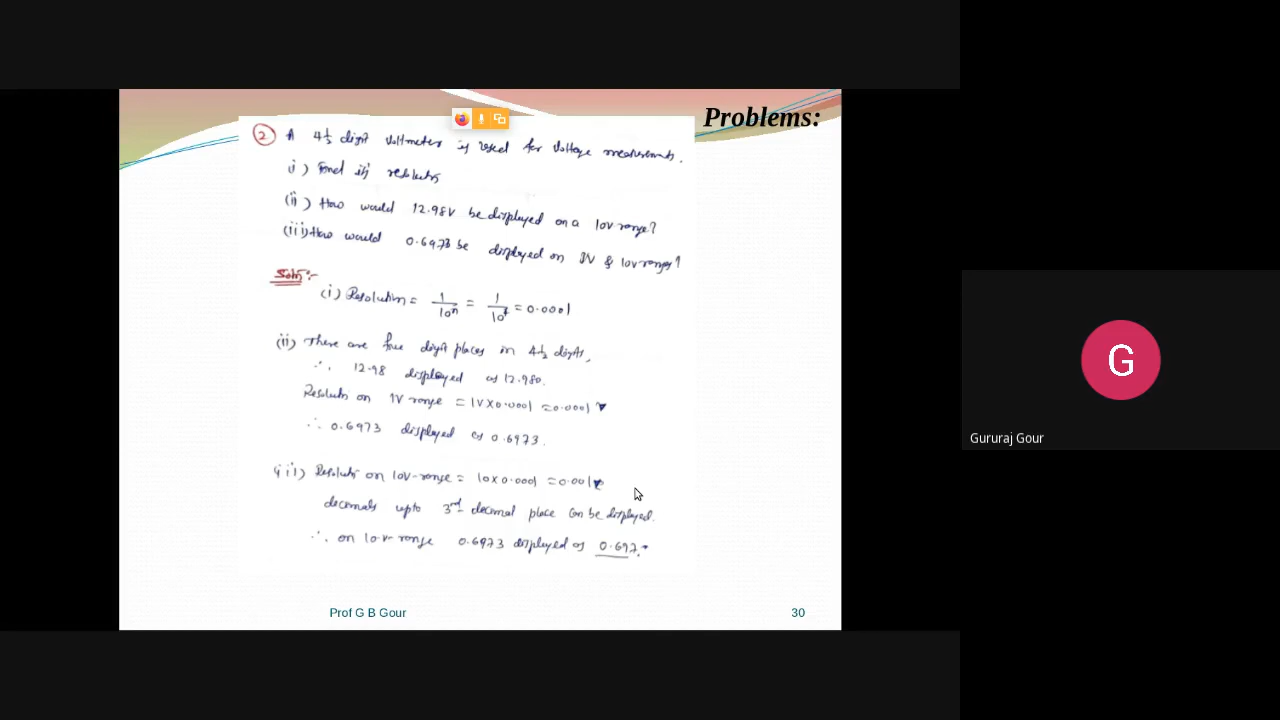 Problems:
(2) A 4½ digit voltmeter is used for voltage measurements.
(i) Find its resolution
(ii) How would 12.98V be displayed on a 10V range?
(iii) How would 0.6973 be displayed on 1V & 10V ranges?
Soln:-
(i) Resolution = 1/10ⁿ = 1/10⁴ = 0.0001
(ii) There are five digit places in 4½ digits,
∴ 12.98 displayed as 12.980.
Resolution on 1V range = 1V×0.0001 = 0.0001 V
∴ 0.6973 displayed as 0.6973.
(iii) Resolution on 10V-range = 10×0.0001 = 0.001V
decimals upto 3rd decimal place can be displayed.
∴ on 10V-range 0.6973 displayed as 0.697.
Prof G B Gour
30
G
Gururaj Gour